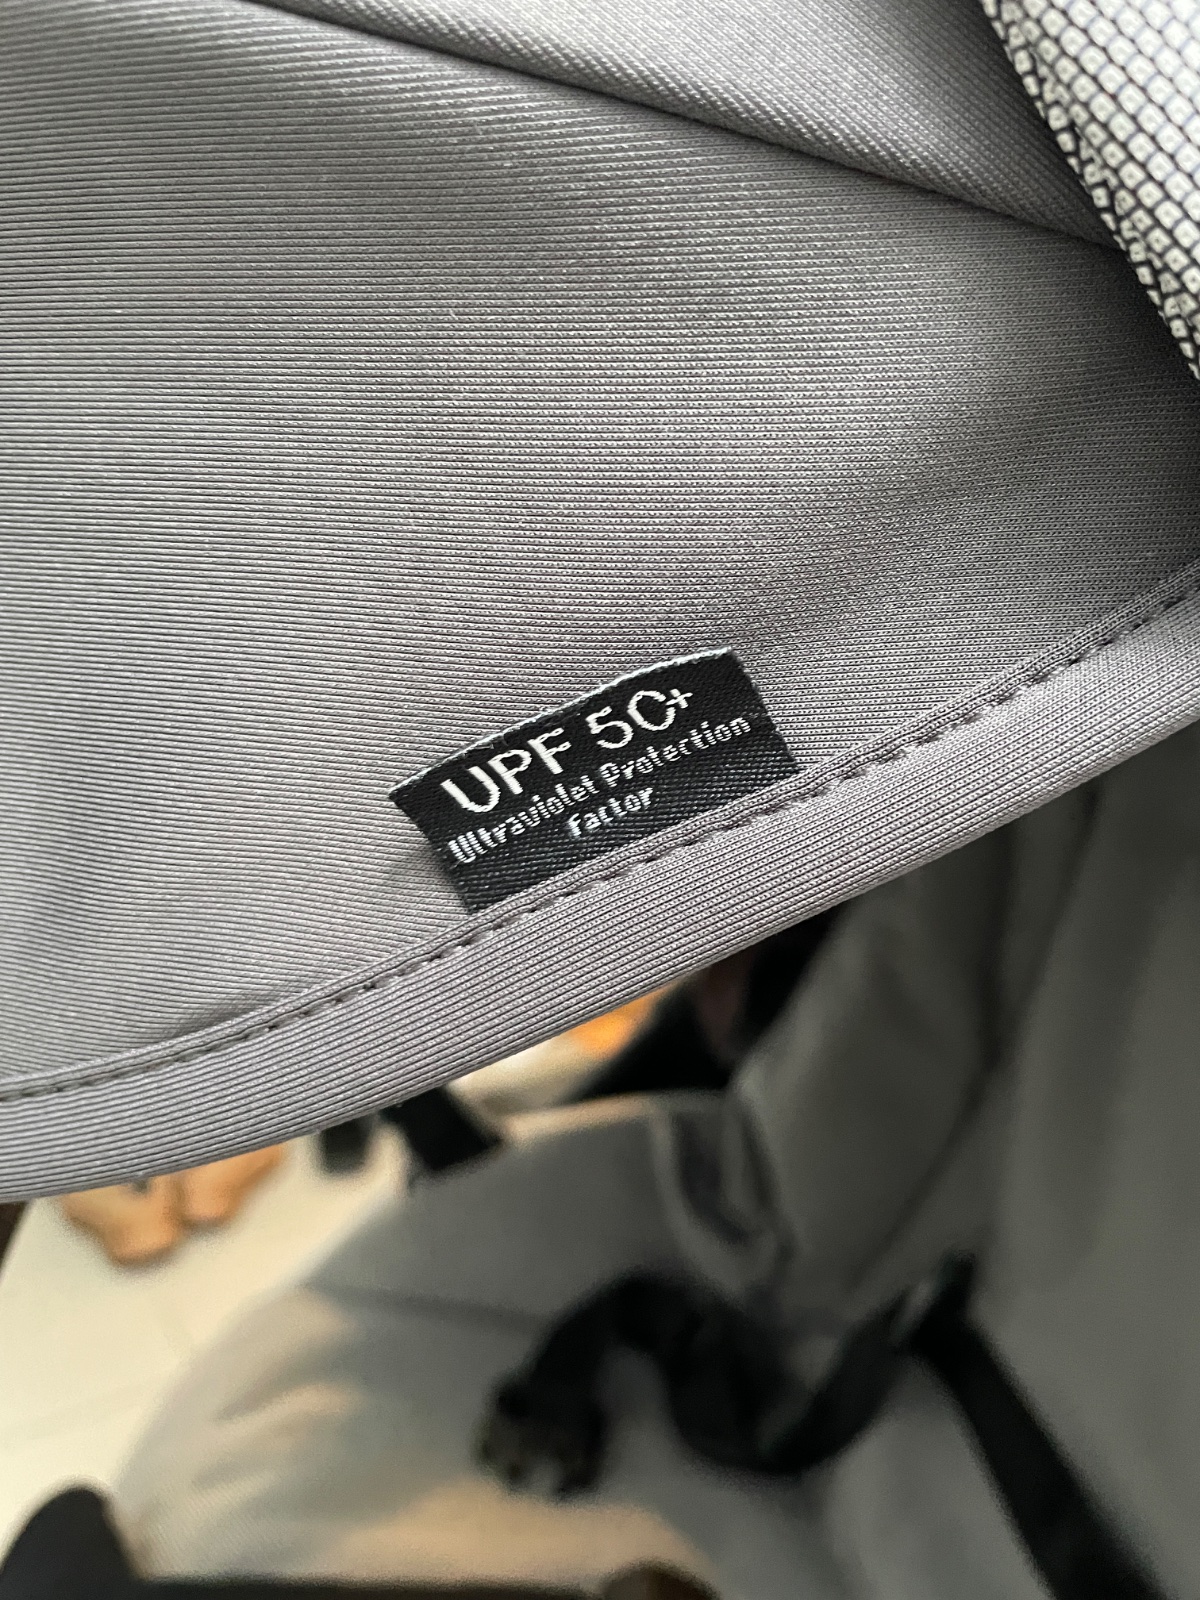 UPF 50+
Ultraviolet Protection
Factor